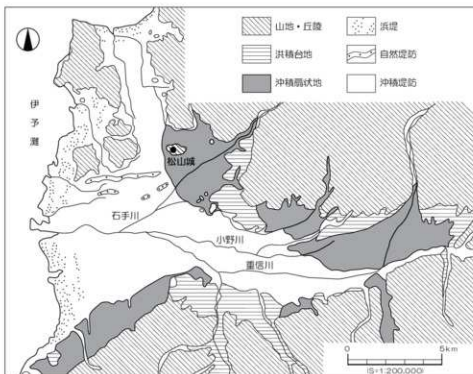 山地・丘陵
浜堤
洪積台地
自然堤防
沖積扇状地
沖積堤防
伊予灘
松山城
石手川
小野川
重信川
0 5km
(S=1:200,000)